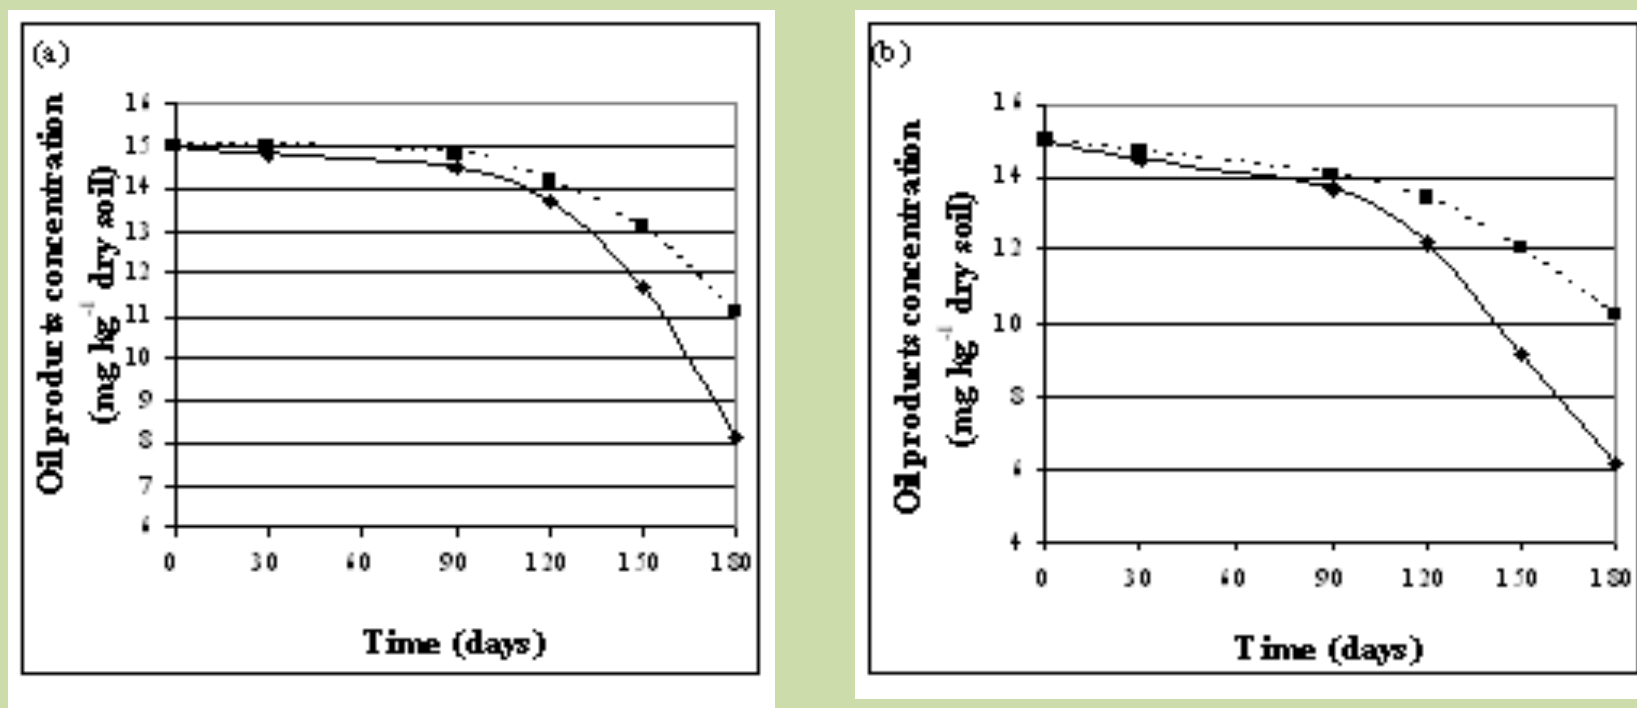 (a)
Oil products concentration
(mg kg⁻¹ dry soil)
16
15
14
13
12
11
10
9
8
7
6
0 30 60 90 120 150 180
Time (days)
(b)
Oil products concentration
(mg kg⁻¹ dry soil)
16
14
12
10
8
6
4
0 30 60 90 120 150 180
Time (days)